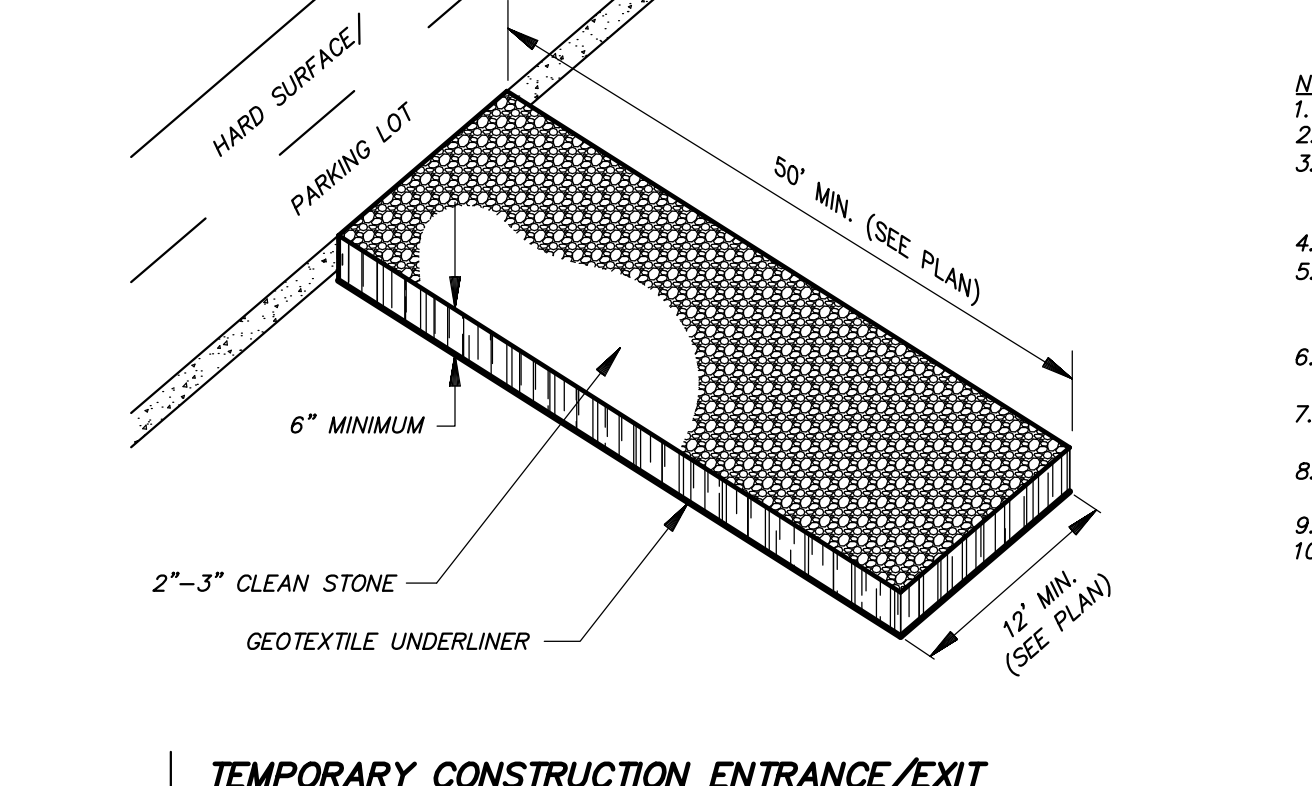 HARD SURFACE/
PARKING LOT
50' MIN. (SEE PLAN)
6" MINIMUM
2"-3" CLEAN STONE
GEOTEXTILE UNDERLINER
12' MIN.
(SEE PLAN)
TEMPORARY CONSTRUCTION ENTRANCE/EXIT
N
1.
2.
3.
4.
5.
6.
7.
8.
9.
10